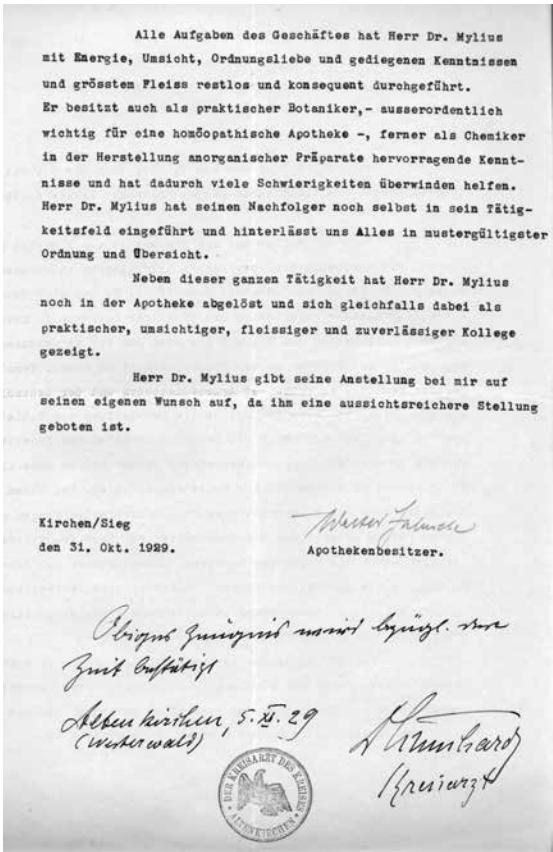 Alle Aufgaben des Geschäftes hat Herr Dr. Mylius
mit Energie, Umsicht, Ordnungsliebe und gediegenen Kenntnissen
und grösstem Fleiss restlos und konsequent durchgeführt.
Er besitzt auch als praktischer Botaniker,- ausserordentlich
wichtig für eine homöopathische Apotheke -, ferner als Chemiker
in der Herstellung anorganischer Präparate hervorragende Kennt-
nisse und hat dadurch viele Schwierigkeiten überwinden helfen.
Herr Dr. Mylius hat seinen Nachfolger noch selbst in sein Tätig-
keitsfeld eingeführt und hinterlässt uns Alles in mustergültigster
Ordnung und Übersicht.
Neben dieser ganzen Tätigkeit hat Herr Dr. Mylius
noch in der Apotheke abgelöst und sich gleichfalls dabei als
praktischer, umsichtiger, fleissiger und zuverlässiger Kollege
gezeigt.
Herr Dr. Mylius gibt seine Anstellung bei mir auf
seinen eigenen Wunsch auf, da ihm eine aussichtsreichere Stellung
geboten ist.
Kirchen/Sieg
den 31. Okt. 1929.
Walter
Apothekenbesitzer.
Obiges Zeugnis wird bezügl. der
Zeit bestätigt
Altenkirchen, 5. XI. 29
(Westerwald)
Kreisarzt
DER KREISARZT DES KREISES
ALTENKIRCHEN